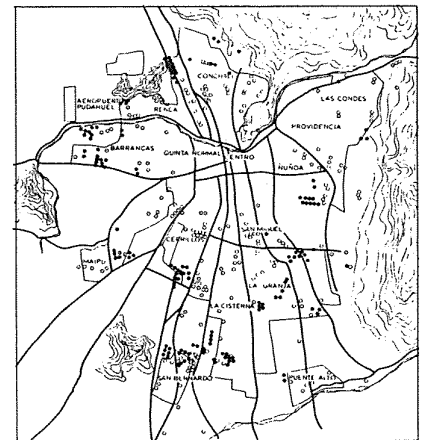 CONCHALI
LAS CONDES
AEROPUERTO
PUDAHUEL
RENCA
PROVIDENCIA
BARRANCAS
QUINTA NORMAL
CENTRO
ÑUÑOA
SAN MIGUEL
CERRILLOS
MAIPU
LA GRANJA
LA CISTERNA
SAN BERNARDO
PUENTE ALTO